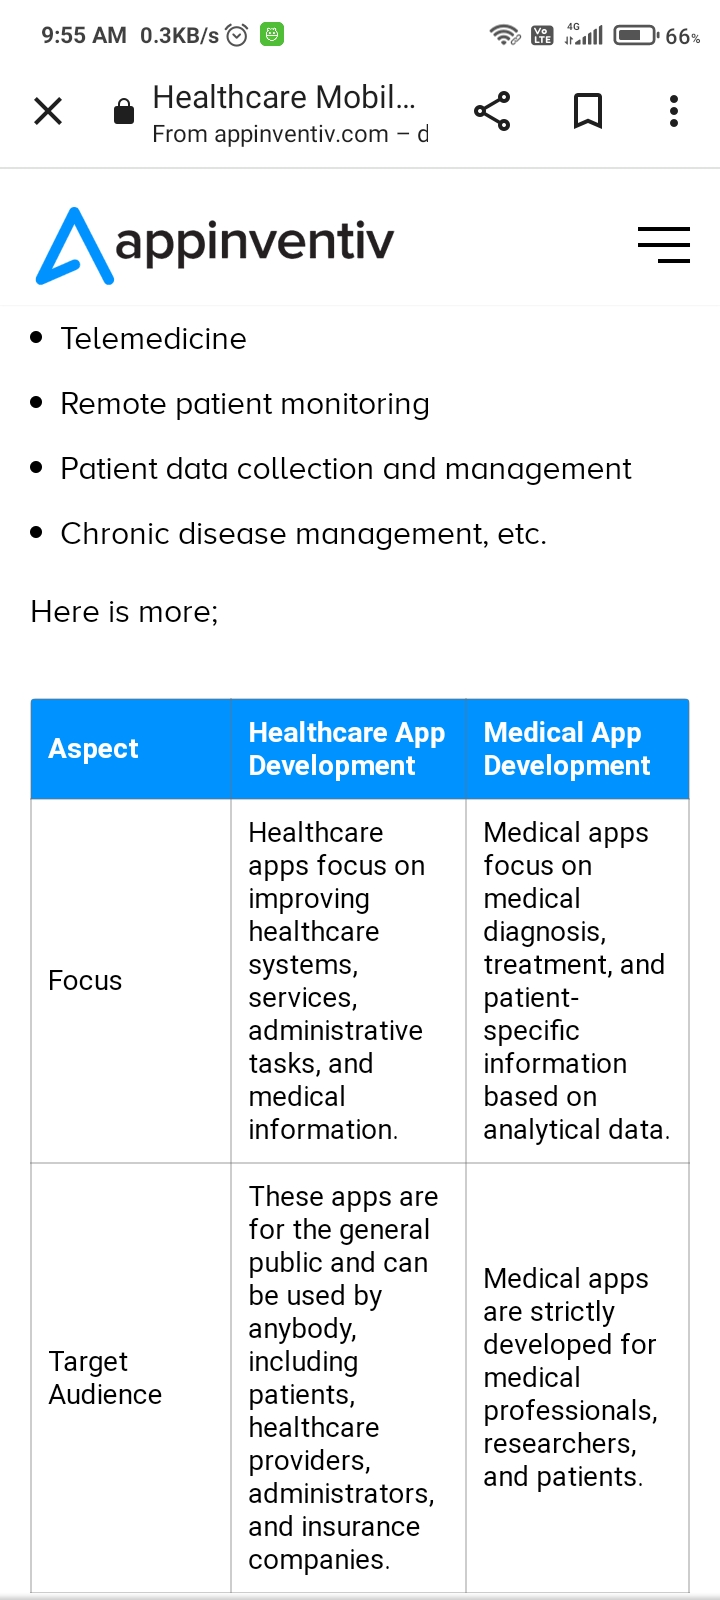 9:55 AM 0.3KB/s
Vo LTE 4G 66%
Healthcare Mobil...
From appinventiv.com – d
appinventiv
• Telemedicine
• Remote patient monitoring
• Patient data collection and management
• Chronic disease management, etc.
Here is more;
Aspect
Healthcare App
Development
Medical App
Development
Focus
Healthcare
apps focus on
improving
healthcare
systems,
services,
administrative
tasks, and
medical
information.
Medical apps
focus on
medical
diagnosis,
treatment, and
patient-
specific
information
based on
analytical data.
Target
Audience
These apps are
for the general
public and can
be used by
anybody,
including
patients,
healthcare
providers,
administrators,
and insurance
companies.
Medical apps
are strictly
developed for
medical
professionals,
researchers,
and patients.